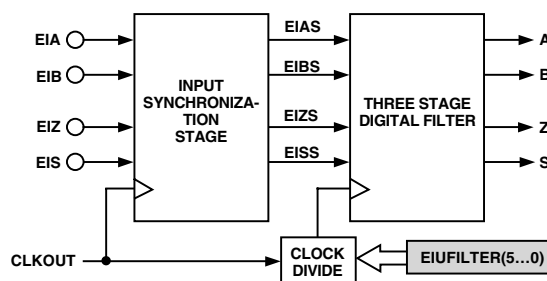 EIA
EIB
EIZ
EIS
INPUT
SYNCHRONIZA-
TION
STAGE
EIAS
EIBS
EIZS
EISS
THREE STAGE
DIGITAL FILTER
A
B
Z
S
CLKOUT
CLOCK
DIVIDE
EIUFILTER(5...0)